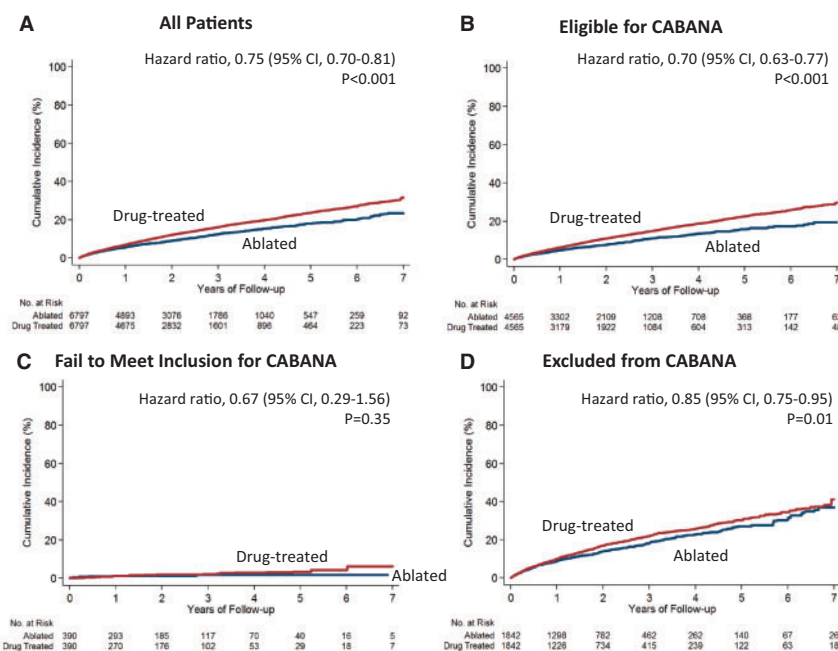 A All Patients
Hazard ratio, 0.75 (95% CI, 0.70-0.81)
P<0.001
Cumulative Incidence (%)
100
80
60
40
20
0
Drug-treated
Ablated
0 1 2 3 4 5 6 7
Years of Follow-up
No. at Risk
Ablated 6797 4893 3076 1786 1040 547 259 92
Drug Treated 6797 4675 2832 1601 896 464 223 73
B Eligible for CABANA
Hazard ratio, 0.70 (95% CI, 0.63-0.77)
P<0.001
Cumulative Incidence (%)
100
80
60
40
20
0
Drug-treated
Ablated
0 1 2 3 4 5 6 7
Years of Follow-up
No. at Risk
Ablated 4565 3302 2109 1208 708 368 177
Drug Treated 4565 3179 1922 1084 604 313 142
C Fail to Meet Inclusion for CABANA
Hazard ratio, 0.67 (95% CI, 0.29-1.56)
P=0.35
Cumulative Incidence (%)
100
80
60
40
20
0
Drug-treated
Ablated
0 1 2 3 4 5 6 7
Years of Follow-up
No. at Risk
Ablated 390 293 185 117 70 40 16 5
Drug Treated 390 270 176 102 53 29 18 7
D Excluded from CABANA
Hazard ratio, 0.85 (95% CI, 0.75-0.95)
P=0.01
Cumulative Incidence (%)
100
80
60
40
20
0
Drug-treated
Ablated
0 1 2 3 4 5 6 7
Years of Follow-up
No. at Risk
Ablated 1842 1298 782 462 262 140 67 26
Drug Treated 1842 1226 734 415 239 122 63 18